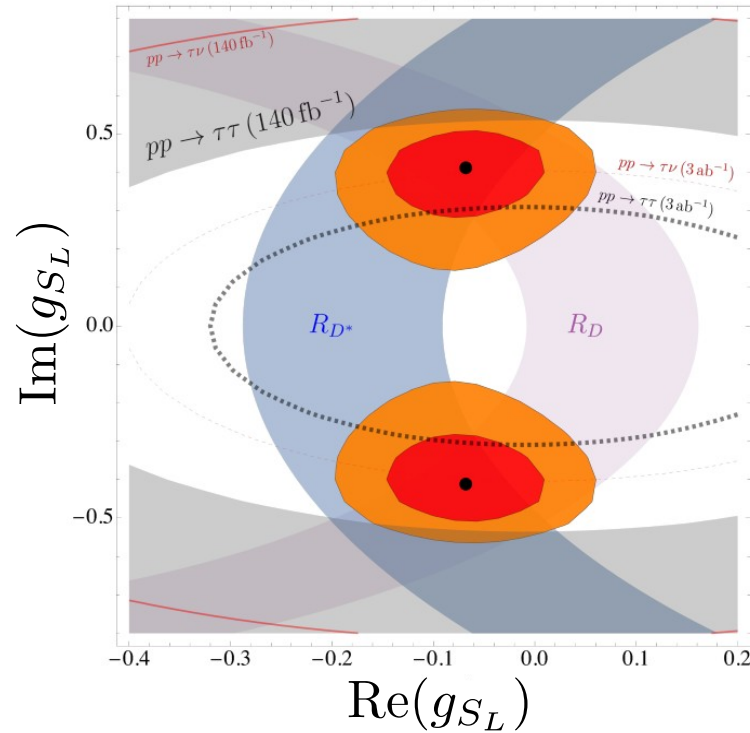 pp → τν (140 fb⁻¹)
pp → ττ (140 fb⁻¹)
pp → τν (3 ab⁻¹)
pp → ττ (3 ab⁻¹)
R_{D*}
R_D
Im(g_{S_L})
0.5
0.0
−0.5
−0.4 −0.3 −0.2 −0.1 0.0 0.1 0.2
Re(g_{S_L})